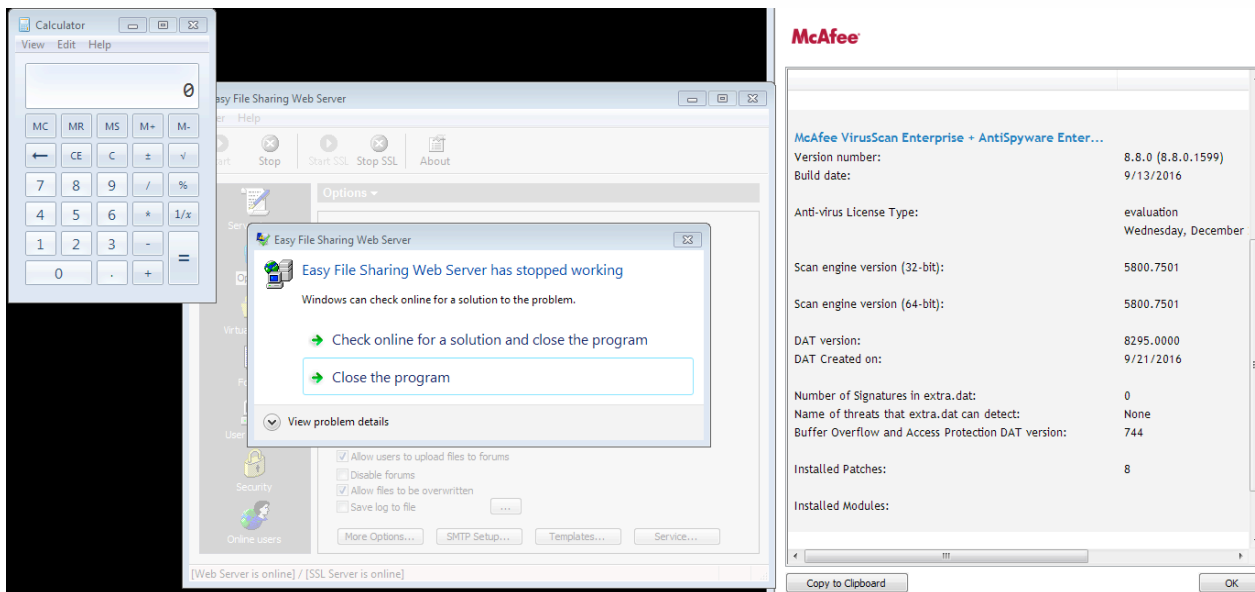 Calculator
View Edit Help
0
MC MR MS M+ M-
← CE C ± √
7 8 9 / %
4 5 6 * 1/x
1 2 3 - =
0 . +
asy File Sharing Web Server
er Help
art Stop Start SSL Stop SSL About
Options
Easy File Sharing Web Server
Easy File Sharing Web Server has stopped working
Windows can check online for a solution to the problem.
Check online for a solution and close the program
Close the program
View problem details
Allow users to upload files to forums
Disable forums
Allow files to be overwritten
Save log to file ...
Security
Online users
More Options... SMTP Setup... Templates... Service...
[Web Server is online] / [SSL Server is online]
McAfee
McAfee VirusScan Enterprise + AntiSpyware Enter...
Version number: 8.8.0 (8.8.0.1599)
Build date: 9/13/2016
Anti-virus License Type: evaluation
Wednesday, December
Scan engine version (32-bit): 5800.7501
Scan engine version (64-bit): 5800.7501
DAT version: 8295.0000
DAT Created on: 9/21/2016
Number of Signatures in extra.dat: 0
Name of threats that extra.dat can detect: None
Buffer Overflow and Access Protection DAT version: 744
Installed Patches: 8
Installed Modules:
Copy to Clipboard OK